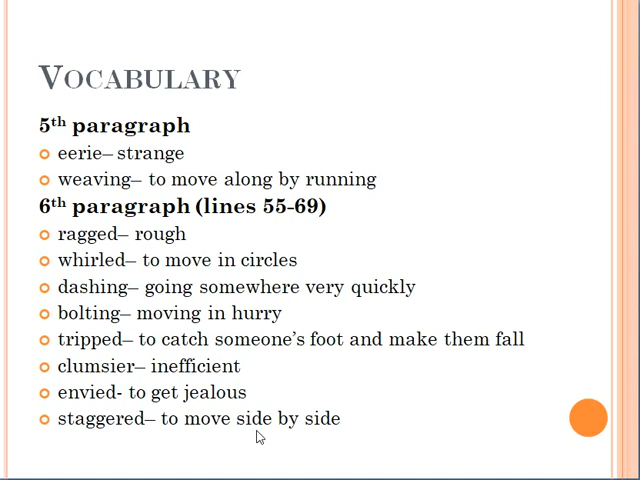 VOCABULARY
5th paragraph
eerie– strange
weaving– to move along by running
6th paragraph (lines 55-69)
ragged– rough
whirled– to move in circles
dashing– going somewhere very quickly
bolting– moving in hurry
tripped– to catch someone’s foot and make them fall
clumsier– inefficient
envied- to get jealous
staggered– to move side by side